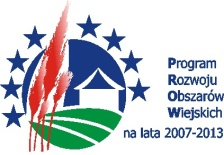 Program
Rozwoju
Obszarów
Wiejskich
na lata 2007-2013